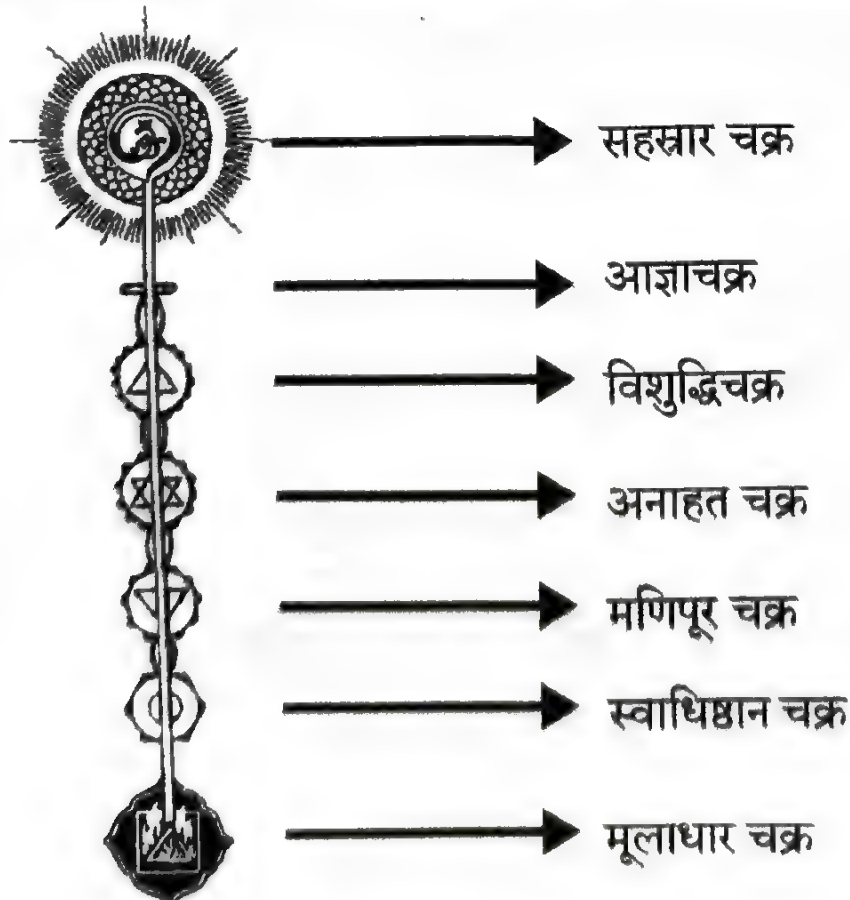 सहस्रार चक्र
आज्ञाचक्र
विशुद्धिचक्र
अनाहत चक्र
मणिपूर चक्र
स्वाधिष्ठान चक्र
मूलाधार चक्र